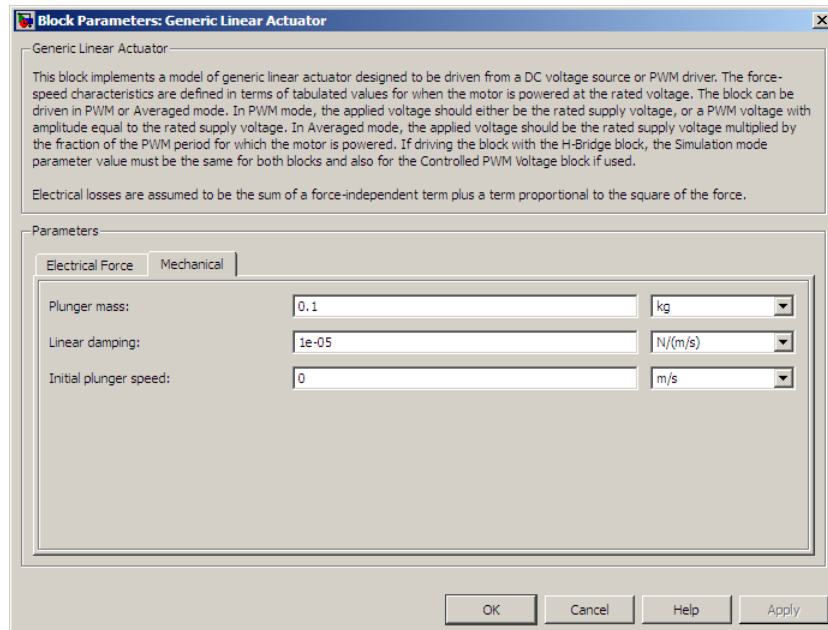 Block Parameters: Generic Linear Actuator
Generic Linear Actuator
This block implements a model of generic linear actuator designed to be driven from a DC voltage source or PWM driver. The force-
speed characteristics are defined in terms of tabulated values for when the motor is powered at the rated voltage. The block can be
driven in PWM or Averaged mode. In PWM mode, the applied voltage should either be the rated supply voltage, or a PWM voltage with
amplitude equal to the rated supply voltage. In Averaged mode, the applied voltage should be the rated supply voltage multiplied by
the fraction of the PWM period for which the motor is powered. If driving the block with the H-Bridge block, the Simulation mode
parameter value must be the same for both blocks and also for the Controlled PWM Voltage block if used.
Electrical losses are assumed to be the sum of a force-independent term plus a term proportional to the square of the force.
Parameters
Electrical Force Mechanical
Plunger mass: 0.1 kg
Linear damping: 1e-05 N/(m/s)
Initial plunger speed: 0 m/s
OK Cancel Help Apply